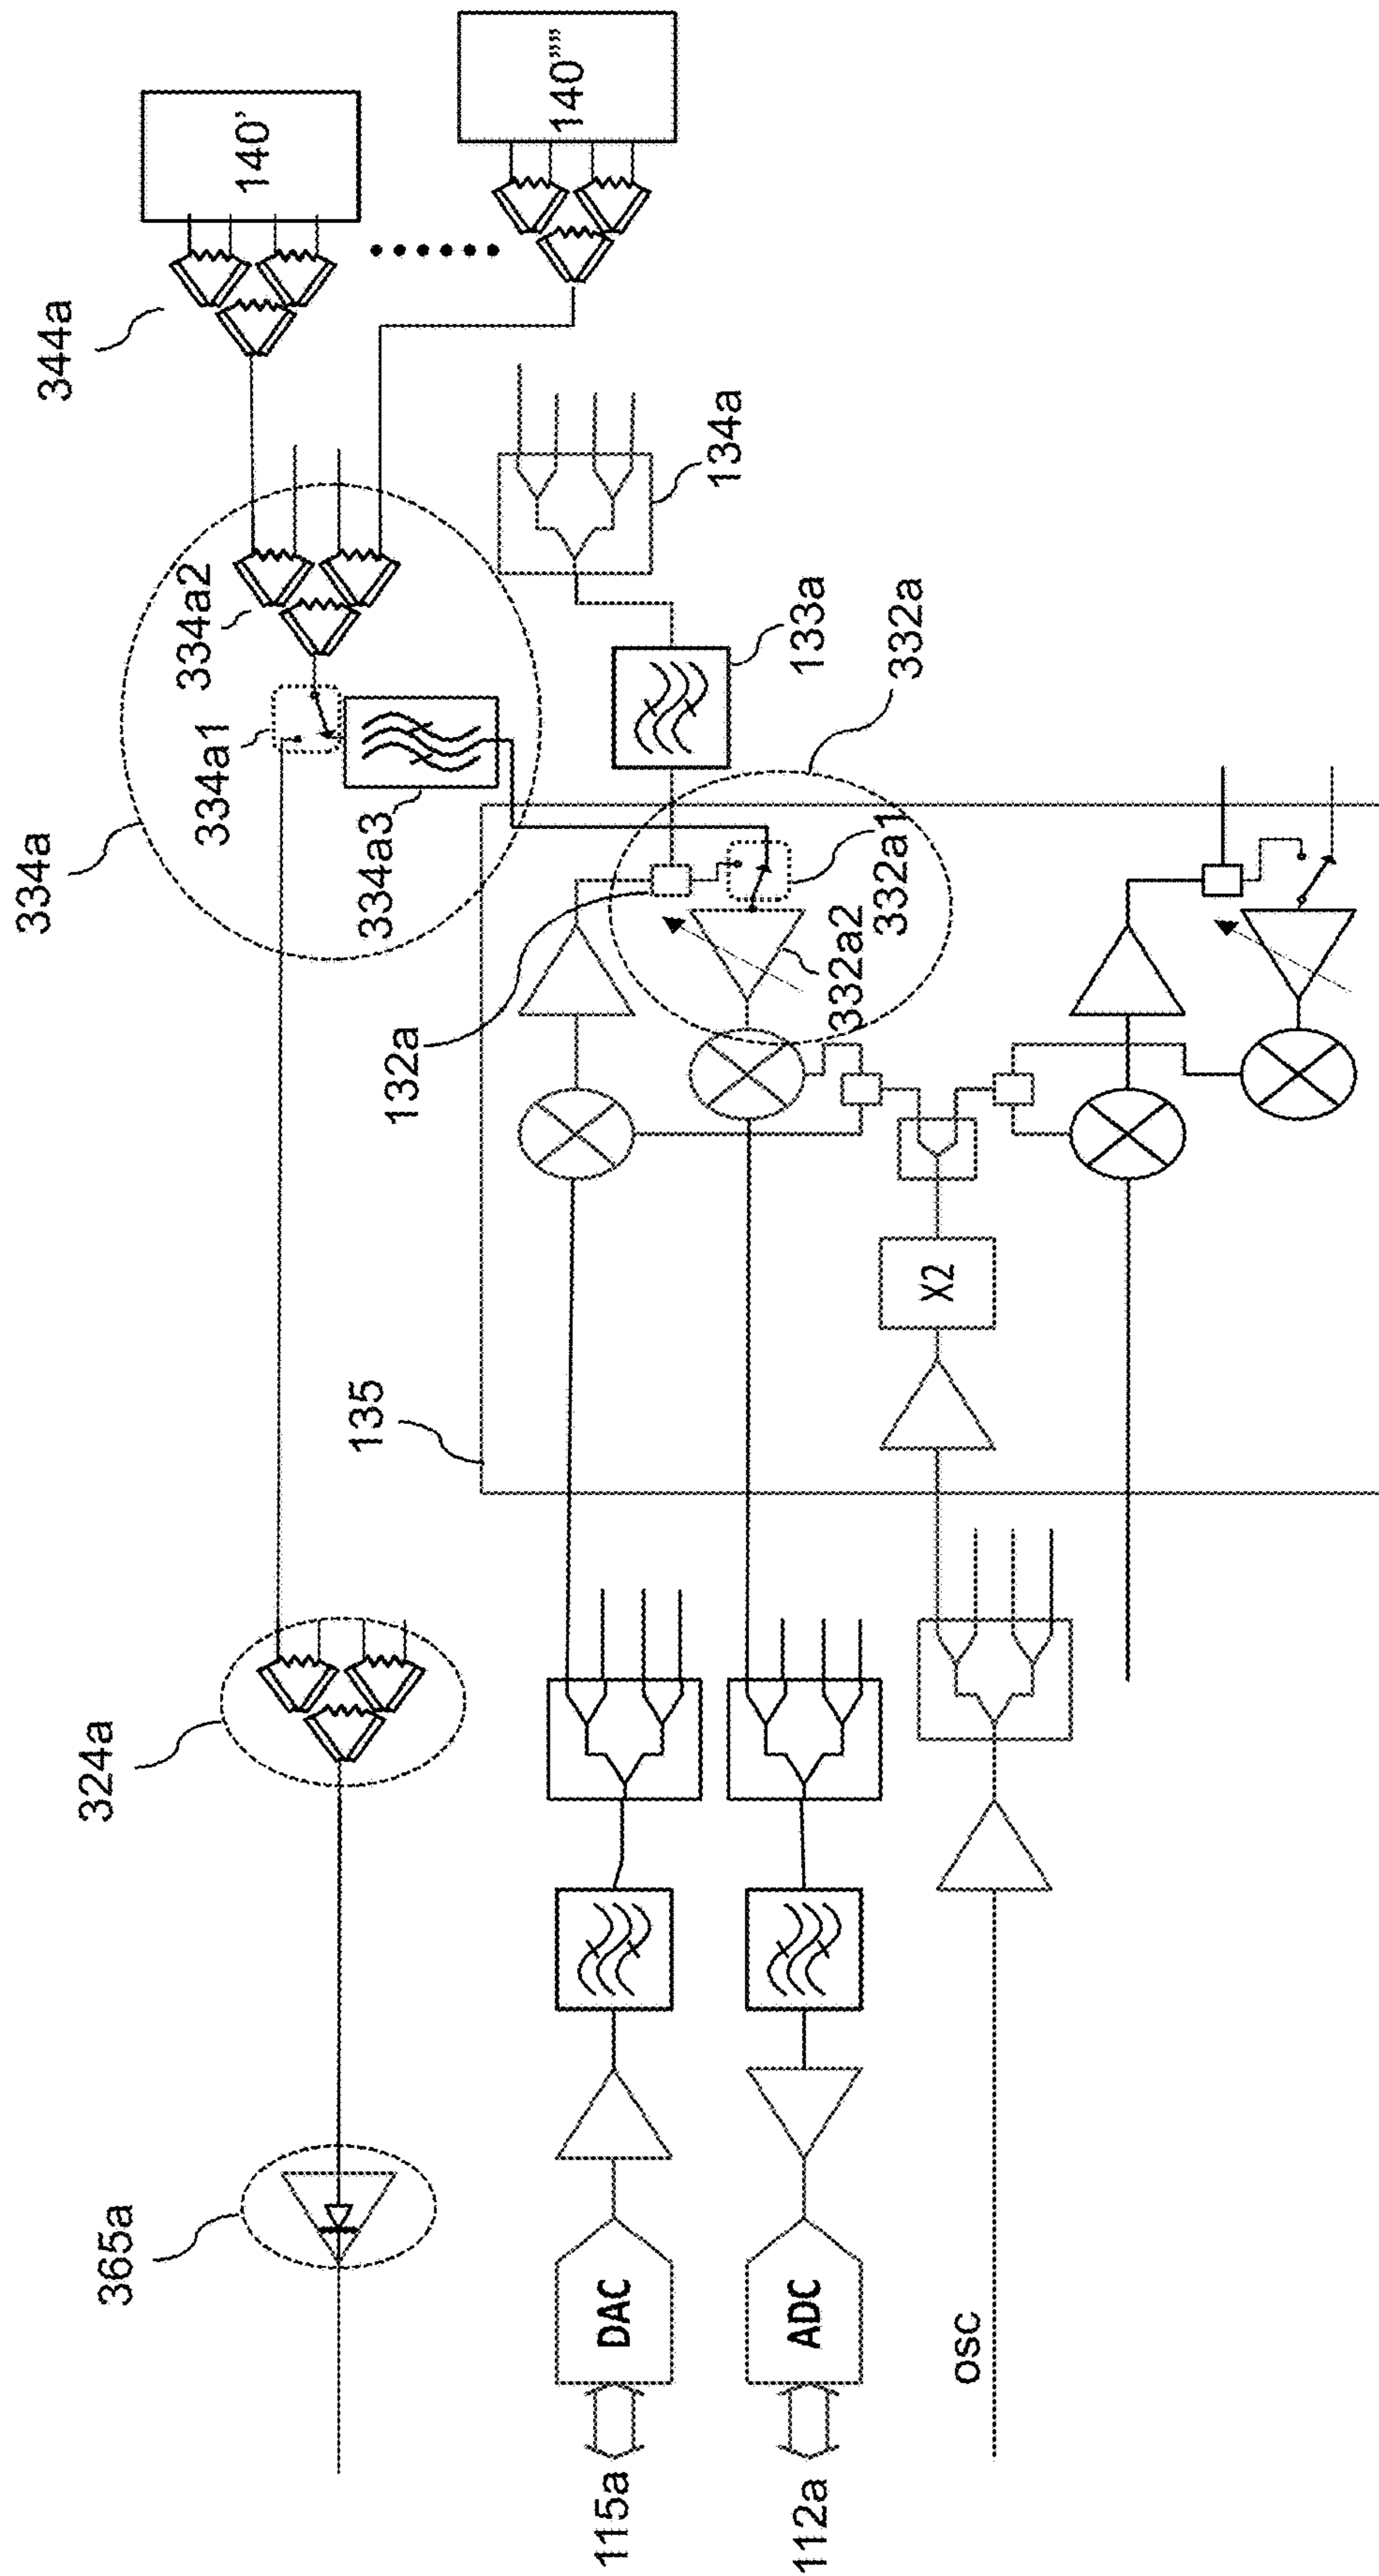 344a
140'
140""
334a
334a1
334a2
334a3
134a
133a
332a
332a1
332a2
132a
135
X2
324a
365a
DAC
115a
ADC
112a
osc